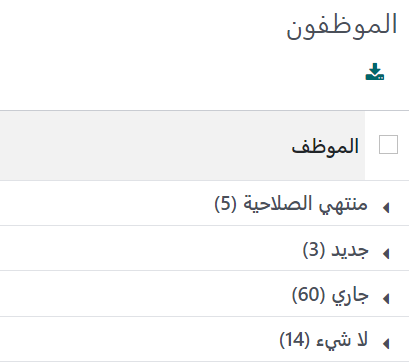 الموظفون
الموظف
منتهي الصلاحية (5)
جديد (3)
جاري (60)
لا شيء (14)